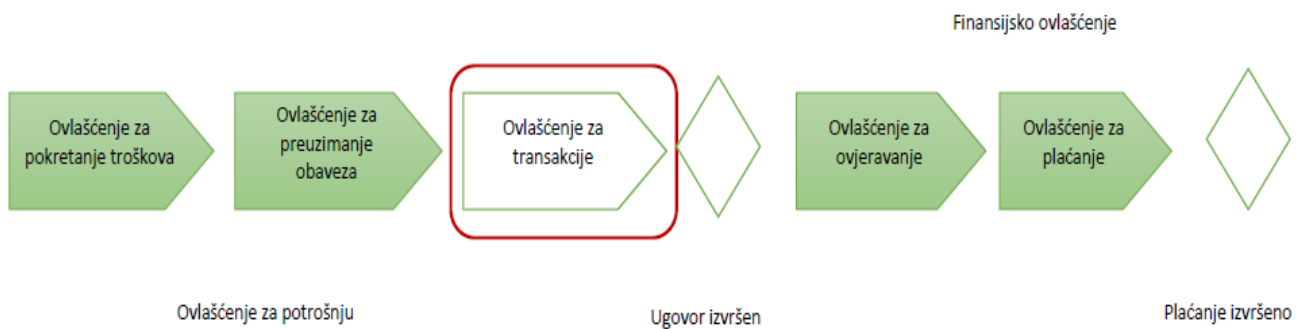 Finansijsko ovlašćenje
Ovlašćenje za
pokretanje troškova
Ovlašćenje za
preuzimanje
obaveza
Ovlašćenje za
transakcije
Ovlašćenje za
ovjeravanje
Ovlašćenje za
plaćanje
Ovlašćenje za potrošnju
Ugovor izvršen
Plaćanje izvršeno